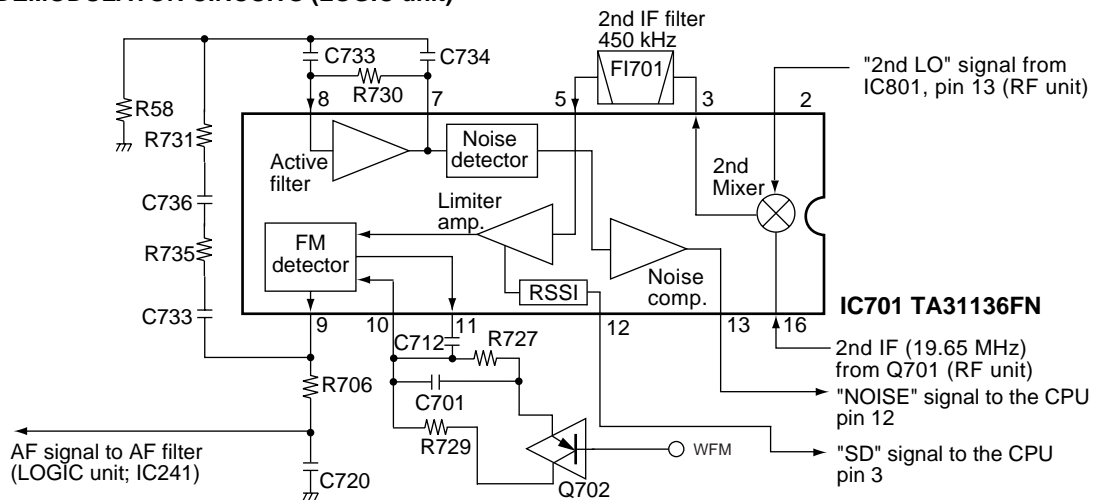 2nd IF filter
450 kHz
C733
C734
FI701
"2nd LO" signal from
IC801, pin 13 (RF unit)
R730
R58
8
7
5
3
2
R731
Noise
detector
Active
filter
2nd
Mixer
C736
Limiter
amp.
R735
FM
detector
RSSI
Noise
comp.
IC701 TA31136FN
C733
9
10
11
12
13
16
C712
R727
2nd IF (19.65 MHz)
from Q701 (RF unit)
R706
C701
"NOISE" signal to the CPU
pin 12
R729
WFM
AF signal to AF filter
(LOGIC unit; IC241)
"SD" signal to the CPU
pin 3
C720
Q702